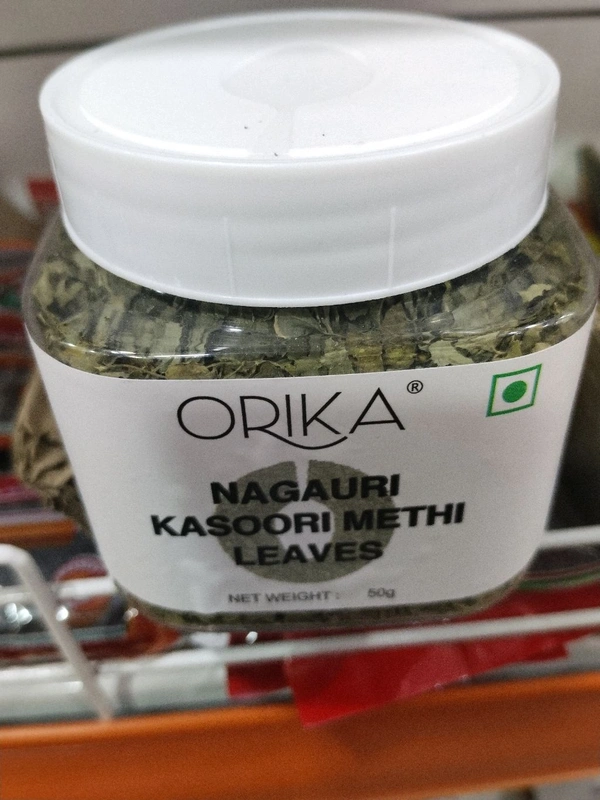 ORIKA®
NAGAURI
KASOORI METHI
LEAVES
NET WEIGHT : 50g